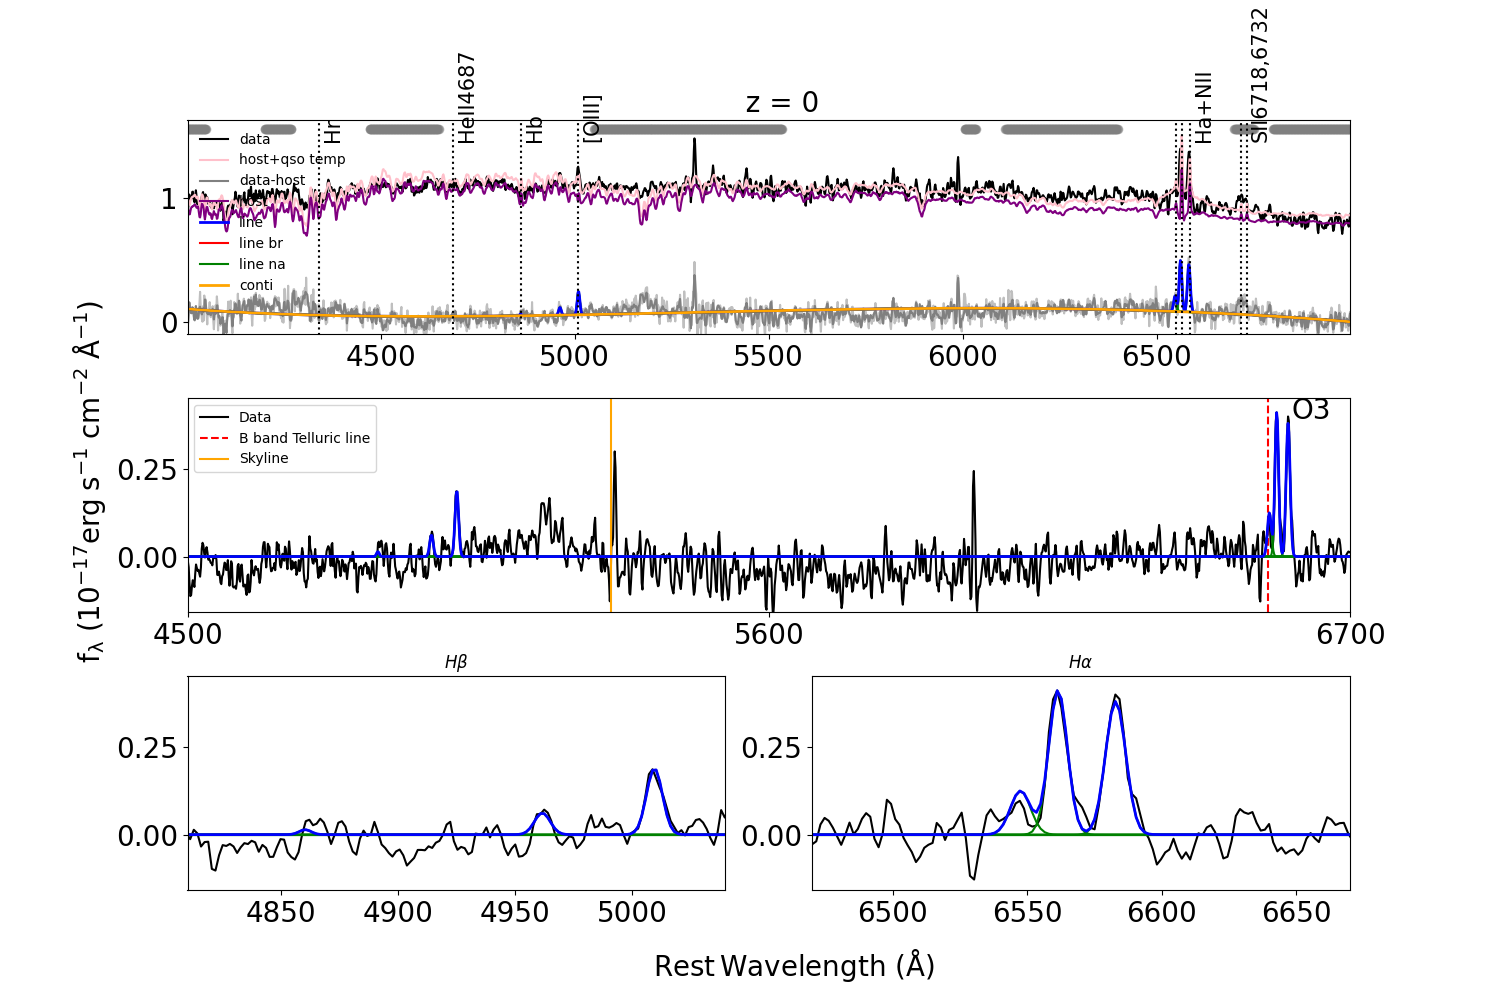 z = 0
Hr
HeII4687
Hb
[OIII]
Ha+NII
SII6718,6732
data
host+qso temp
data-host
host
line
line br
line na
conti
1
0
4500
5000
5500
6000
6500
Data
B band Telluric line
Skyline
O3
0.25
0.00
4500
5600
6700
fλ (10⁻¹⁷erg s⁻¹ cm⁻² Å⁻¹)
Hβ
0.25
0.00
4850
4900
4950
5000
Hα
0.25
0.00
6500
6550
6600
6650
Rest Wavelength (Å)